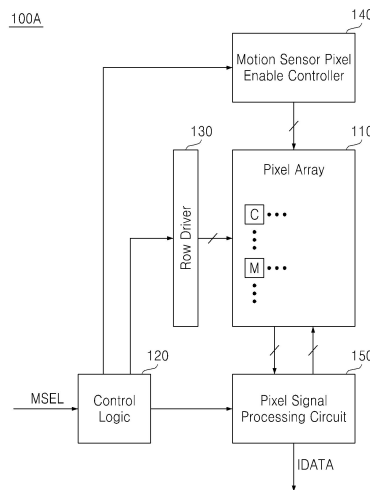 100A
140
Motion Sensor Pixel
Enable Controller
130
110
Row Driver
Pixel Array
C
M
120
150
MSEL
Control
Logic
Pixel Signal
Processing Circuit
IDATA